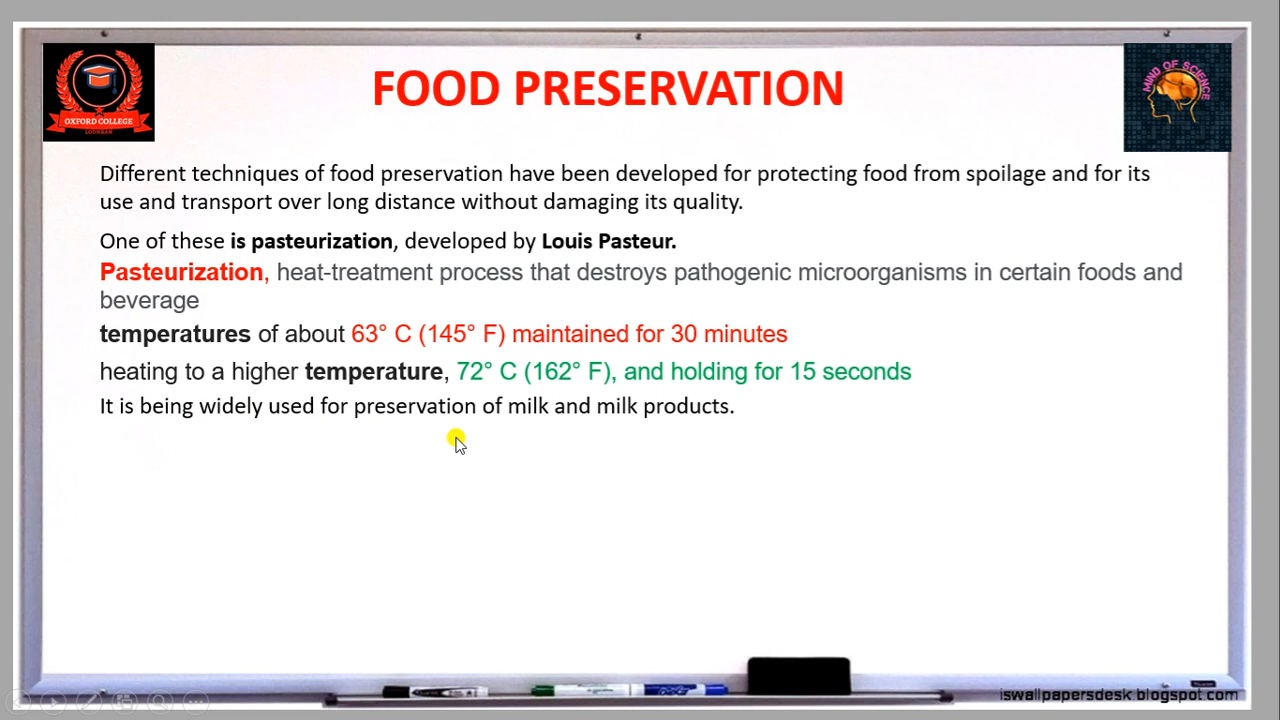 FOOD PRESERVATION
OXFORD COLLEGE
LODHRAN
MIND OF SCIENCE
Different techniques of food preservation have been developed for protecting food from spoilage and for its
use and transport over long distance without damaging its quality.
One of these is pasteurization, developed by Louis Pasteur.
Pasteurization, heat-treatment process that destroys pathogenic microorganisms in certain foods and
beverage
temperatures of about 63° C (145° F) maintained for 30 minutes
heating to a higher temperature, 72° C (162° F), and holding for 15 seconds
It is being widely used for preservation of milk and milk products.
iswallpapersdesk blogspot.com